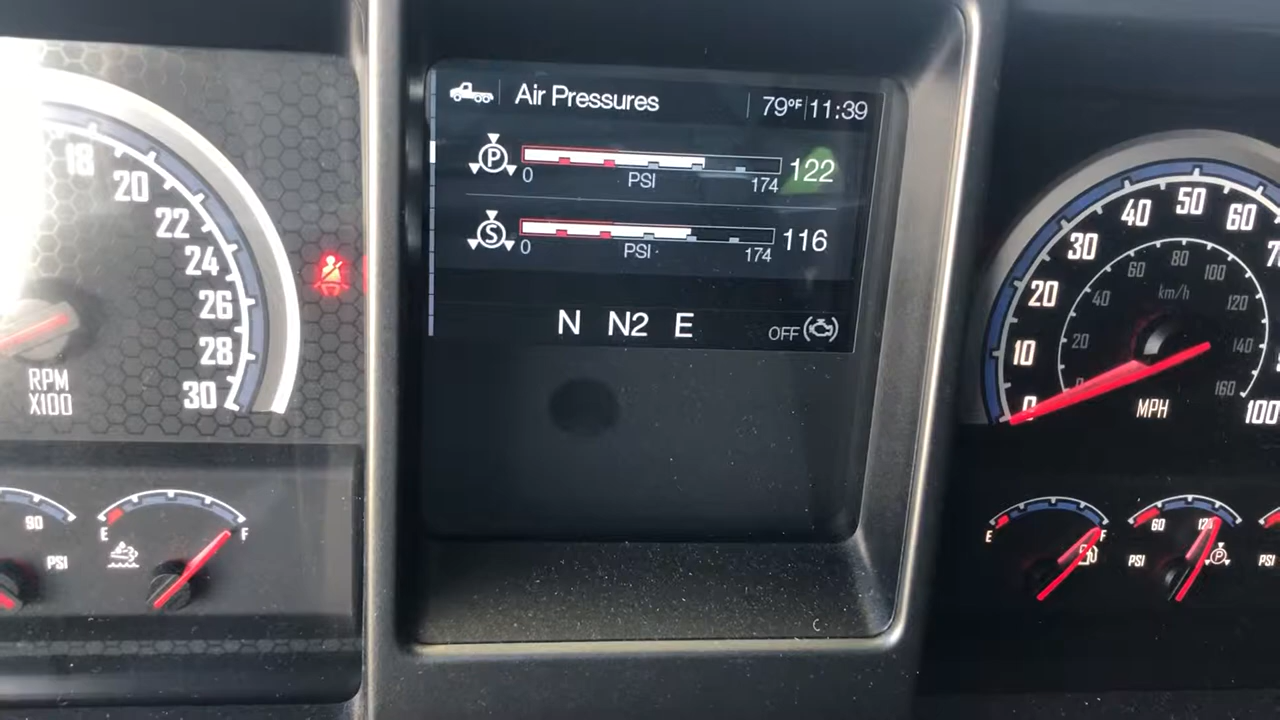 Air Pressures 79°F 11:39
P 122
0 PSI 174
S 116
0 PSI 174
N N2 E OFF
18
20
22
24
26
28
30
RPM
X100
90
PSI
E F
10
20
30
40
50
60
100
MPH
0
20
40
60
80
100
120
140
160
km/h
E F
60
PSI
P
PSI